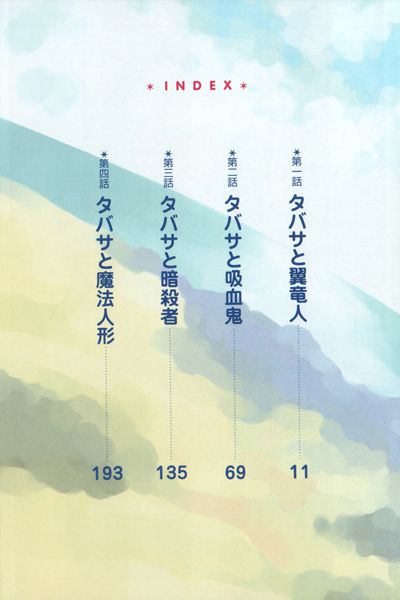 * INDEX *
*第一話 タバサと翼竜人 11
*第二話 タバサと吸血鬼 69
*第三話 タバサと暗殺者 135
*第四話 タバサと魔法人形 193